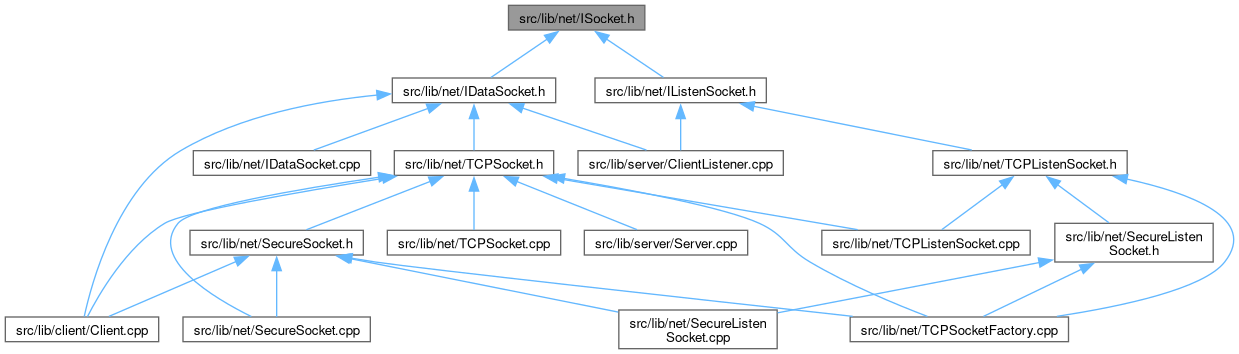 src/lib/net/ISocket.h
src/lib/net/IDataSocket.h
src/lib/net/IListenSocket.h
src/lib/net/IDataSocket.cpp
src/lib/net/TCPSocket.h
src/lib/server/ClientListener.cpp
src/lib/net/TCPListenSocket.h
src/lib/net/SecureSocket.h
src/lib/net/TCPSocket.cpp
src/lib/server/Server.cpp
src/lib/net/TCPListenSocket.cpp
src/lib/net/SecureListen
Socket.h
src/lib/client/Client.cpp
src/lib/net/SecureSocket.cpp
src/lib/net/SecureListen
Socket.cpp
src/lib/net/TCPSocketFactory.cpp